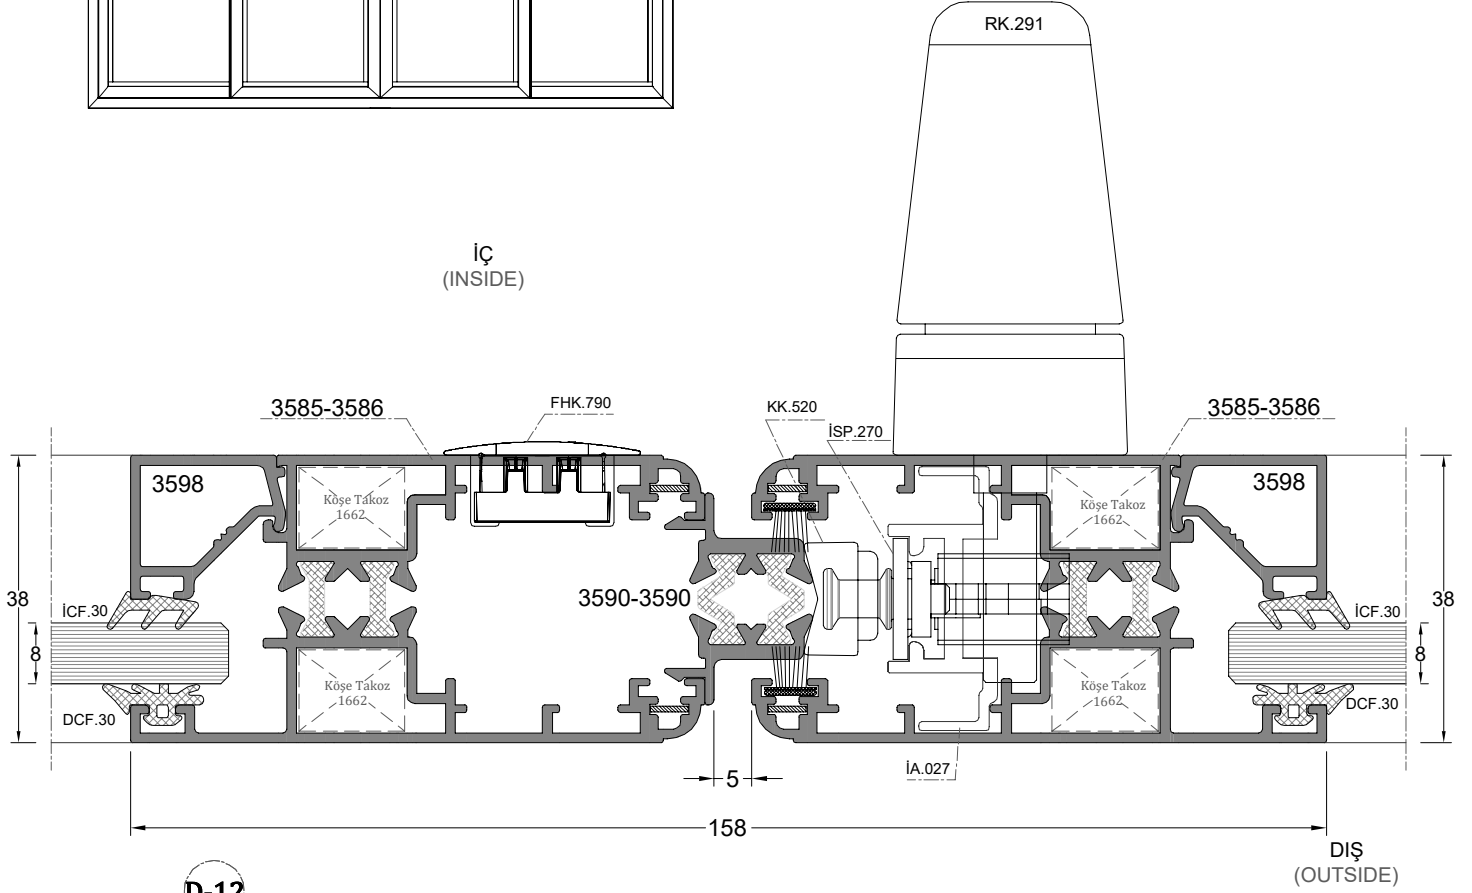 RK.291
İÇ
(INSIDE)
3585-3586
FHK.790
KK.520
İSP.270
3585-3586
3598
Köşe Takoz
1662
Köşe Takoz
1662
3598
38
İCF.30
8
DCF.30
3590-3590
Köşe Takoz
1662
Köşe Takoz
1662
İCF.30
38
8
DCF.30
İA.027
5
158
DIŞ
(OUTSIDE)
D-12